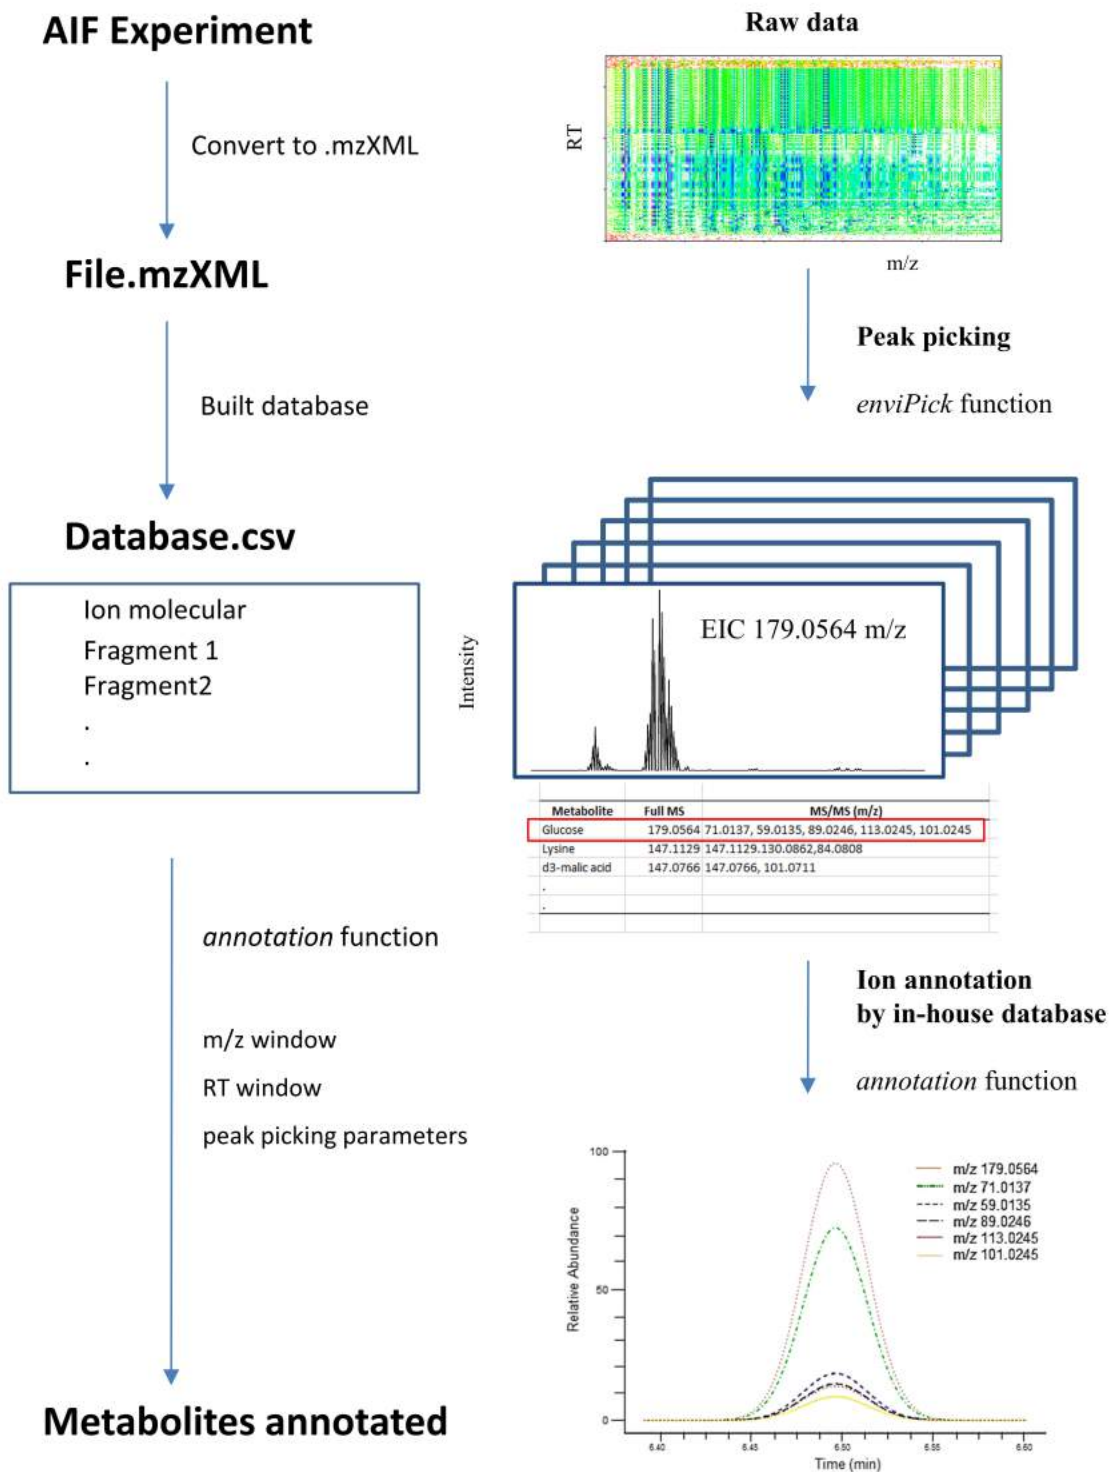 AIF Experiment
Convert to .mzXML
File.mzXML
Built database
Database.csv
Ion molecular
Fragment 1
Fragment2
.
.
annotation function
m/z window
RT window
peak picking parameters
Metabolites annotated
Raw data
RT
m/z
Peak picking
enviPick function
EIC 179.0564 m/z
Intensity
Metabolite Full MS MS/MS (m/z)
Glucose 179.0564 71.0137, 59.0135, 89.0246, 113.0245, 101.0245
Lysine 147.1129 147.1129.130.0862,84.0808
d3-malic acid 147.0766 147.0766, 101.0711
.
.
Ion annotation
by in-house database
annotation function
100
50
0
Relative Abundance
m/z 179.0564
m/z 71.0137
m/z 59.0135
m/z 89.0246
m/z 113.0245
m/z 101.0245
6.40 6.45 6.50 6.55 6.60
Time (min)